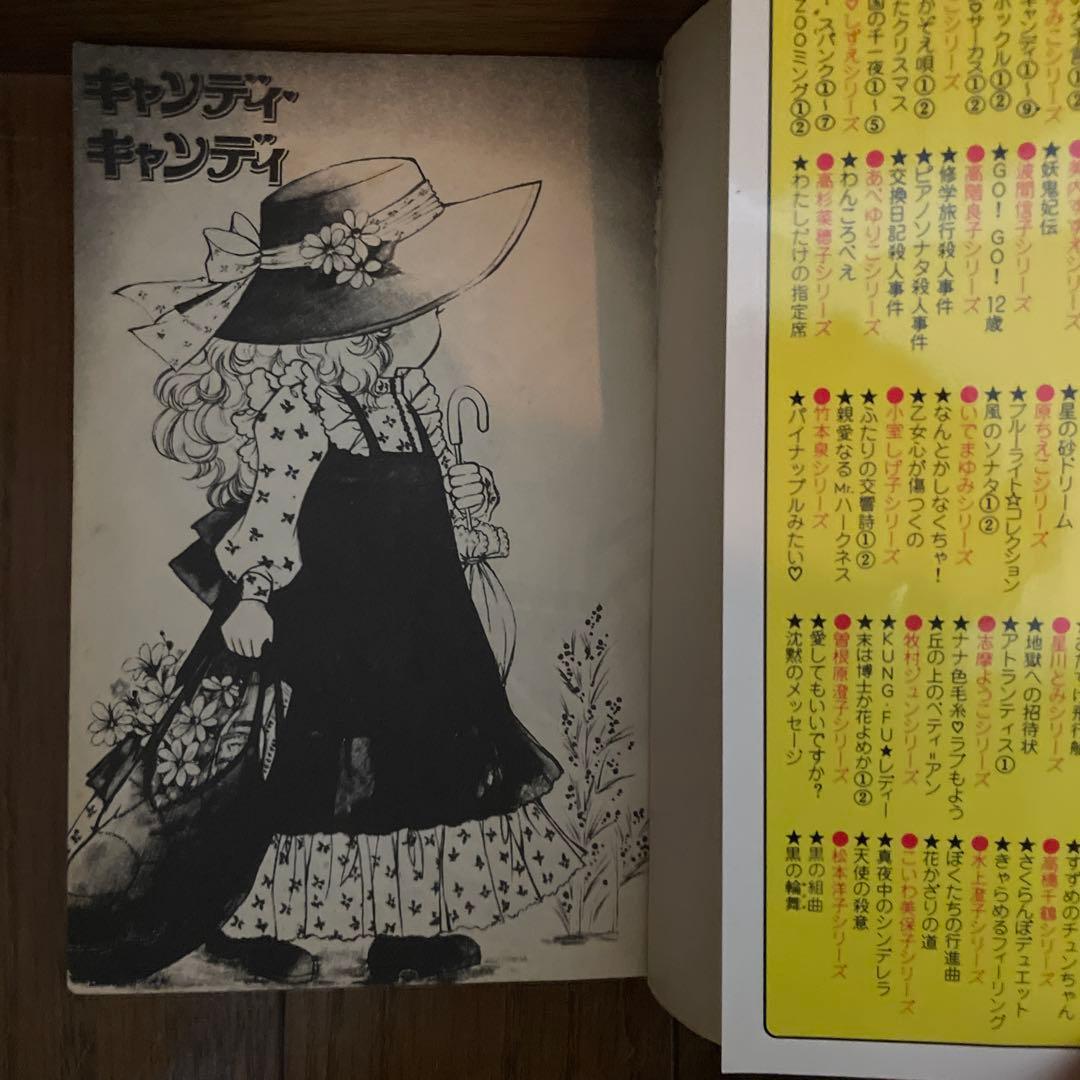 キャンディ
キャンディ
みこシリーズ
キャンディ①〜⑨
ホックル①②
サーカス①②
シリーズ
たクリスマス
かぞえ唄①②
国の千一夜①〜⑤
♡しずえシリーズ
・スパンク①〜⑦
ZOOミング①②
●美内すずえシリーズ
★妖鬼妃伝
●波間信子シリーズ
★GO! GO! 12歳
●高階良子シリーズ
★修学旅行殺人事件
★ピアノソナタ殺人事件
★交換日記殺人事件
●あべゆりこシリーズ
★わんころべえ
●高杉菜穂子シリーズ
★わたしだけの指定席
★星の砂ドリーム
●原ちえこシリーズ
★ブルーライト☆コレクション
★風のソナタ①②
●いでまゆみシリーズ
★なんとかしなくちゃ!
★乙女心が傷つくの
●小室しげ子シリーズ
★ふたりの交響詩①②
★親愛なるMr.ハークネス
●竹本泉シリーズ
★パイナップルみたい♡
飛行艇
●星川とみシリーズ
★地獄への招待状
★アトランティス①
●志摩ようこシリーズ
★ナナ色毛糸♡ラブもよう
★丘の上のベティ=アン
●牧村ジュンシリーズ
★KUNG・FU★レディー
★末は博士か花よめか①②
●曽根原澄子シリーズ
★愛してもいいですか?
★沈黙のメッセージ
★すずめのチュンちゃん
●高橋千鶴シリーズ
★さくらんぼデュエット
★きゃらめるフィーリング
●水上澄子シリーズ
★ぼくたちの行進曲
★花かざりの道
●こいわ美保子シリーズ
★真夜中のシンデレラ
★天使の殺意
●松本洋子シリーズ
★黒の組曲
★黒の輪舞